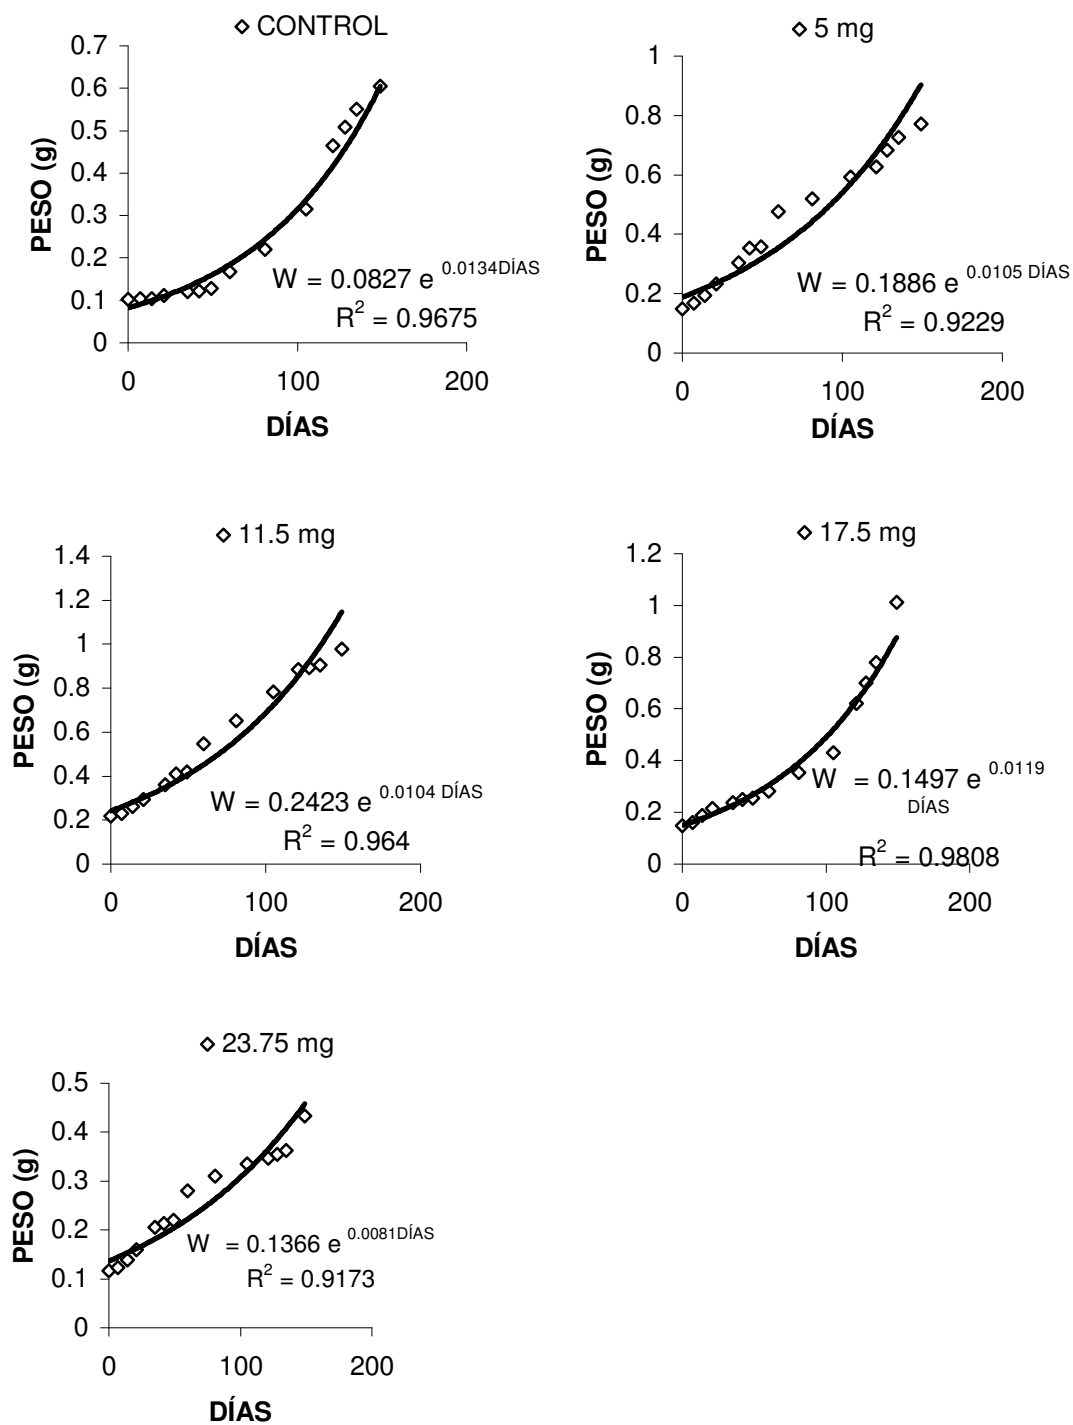 CONTROL
0.7
0.6
0.5
0.4
0.3
0.2
0.1
0
PESO (g)
W = 0.0827 e 0.0134DÍAS
R2 = 0.9675
0 100 200
DÍAS
5 mg
1
0.8
0.6
0.4
0.2
0
PESO (g)
W = 0.1886 e 0.0105 DÍAS
R2 = 0.9229
0 100 200
DÍAS
11.5 mg
1.4
1.2
1
0.8
0.6
0.4
0.2
0
PESO (g)
W = 0.2423 e 0.0104 DÍAS
R2 = 0.964
0 100 200
DÍAS
17.5 mg
1.2
1
0.8
0.6
0.4
0.2
0
PESO (g)
W = 0.1497 e 0.0119
DÍAS
R2 = 0.9808
0 100 200
DÍAS
23.75 mg
0.5
0.4
0.3
0.2
0.1
0
PESO (g)
W = 0.1366 e 0.0081DÍAS
R2 = 0.9173
0 100 200
DÍAS